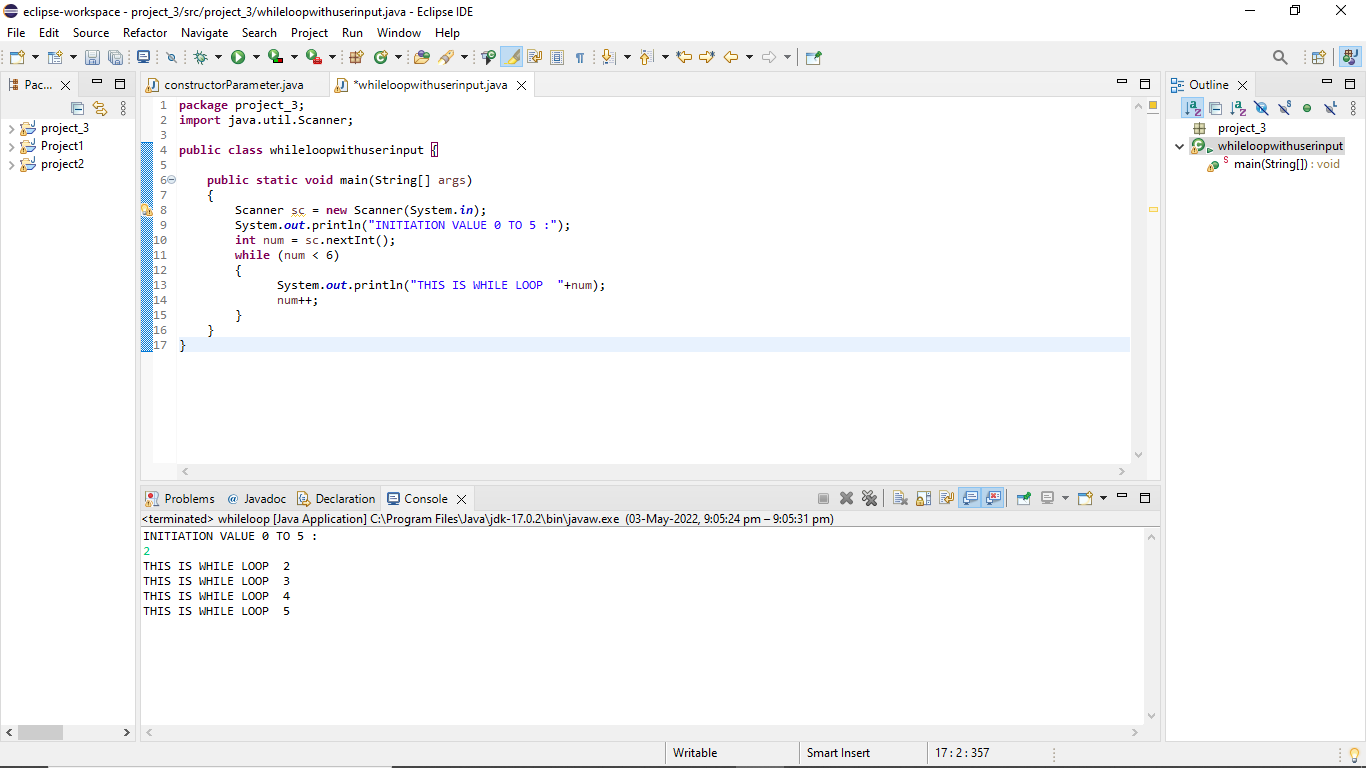 eclipse-workspace - project_3/src/project_3/whileloopwithuserinput.java - Eclipse IDE
File Edit Source Refactor Navigate Search Project Run Window Help
Pac...
project_3
Project1
project2
constructorParameter.java *whileloopwithuserinput.java
1 package project_3;
2 import java.util.Scanner;
3
4 public class whileloopwithuserinput {
5
6 public static void main(String[] args)
7 {
8 Scanner sc = new Scanner(System.in);
9 System.out.println("INITIATION VALUE 0 TO 5 :");
10 int num = sc.nextInt();
11 while (num < 6)
12 {
13 System.out.println("THIS IS WHILE LOOP  "+num);
14 num++;
15 }
16 }
17 }
Outline
project_3
whileloopwithuserinput
main(String[]) : void
Problems @ Javadoc Declaration Console
<terminated> whileloop [Java Application] C:\Program Files\Java\jdk-17.0.2\bin\javaw.exe (03-May-2022, 9:05:24 pm – 9:05:31 pm)
INITIATION VALUE 0 TO 5 :
2
THIS IS WHILE LOOP  2
THIS IS WHILE LOOP  3
THIS IS WHILE LOOP  4
THIS IS WHILE LOOP  5
Writable Smart Insert 17 : 2 : 357